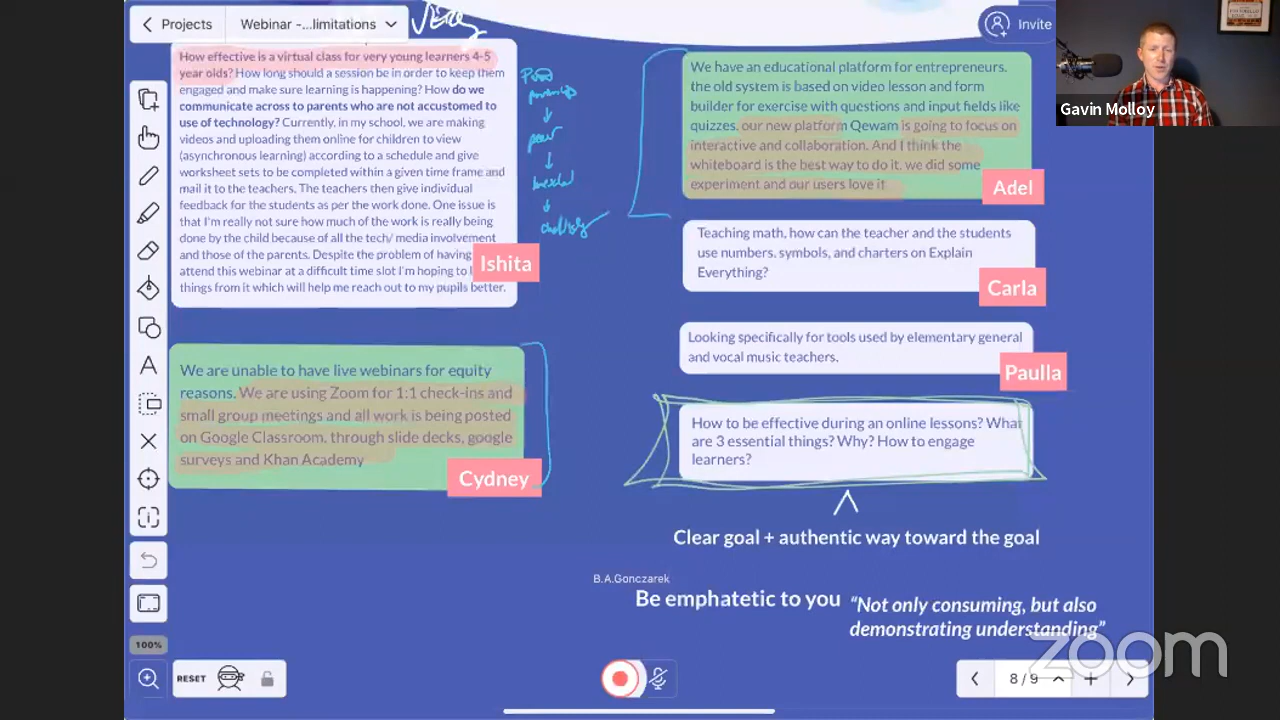 Projects
Webinar -...limitations
Invite
Gavin Molloy
How effective is a virtual class for very young learners 4-5
year olds? How long should a session be in order to keep them
engaged and make sure learning is happening? How do we
communicate across to parents who are not accustomed to
use of technology? Currently, in my school, we are making
videos and uploading them online for children to view
(asynchronous learning) according to a schedule and give
worksheet sets to be completed within a given time frame and
mail it to the teachers. The teachers then give individual
feedback for the students as per the work done. One issue is
that I'm really not sure how much of the work is really being
done by the child because of all the tech/ media involvement
and those of the parents. Despite the problem of having
attend this webinar at a difficult time slot I'm hoping to
things from it which will help me reach out to my pupils better.
Ishita
We are unable to have live webinars for equity
reasons. We are using Zoom for 1:1 check-ins and
small group meetings and all work is being posted
on Google Classroom, through slide decks, google
surveys and Khan Academy
Cydney
We have an educational platform for entrepreneurs.
the old system is based on video lesson and form
builder for exercise with questions and input fields like
quizzes. our new platform Qewam is going to focus on
interactive and collaboration. And I think the
whiteboard is the best way to do it. we did some
experiment and our users love it
Adel
Teaching math, how can the teacher and the students
use numbers, symbols, and charters on Explain
Everything?
Carla
Looking specifically for tools used by elementary general
and vocal music teachers.
Paulla
How to be effective during an online lessons? What
are 3 essential things? Why? How to engage
learners?
Clear goal + authentic way toward the goal
B.A.Gonczarek
Be emphatetic to you
"Not only consuming, but also
demonstrating understanding"
zoom
100%
RESET
8/9